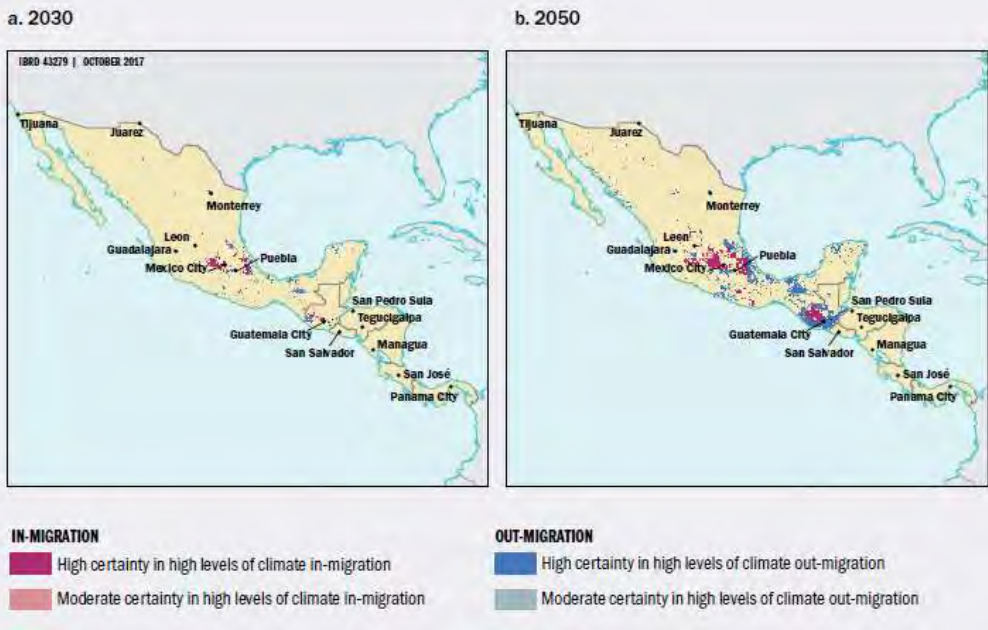 a. 2030
b. 2050
IBRD 43279 | OCTOBER 2017
Tijuana
Juarez
Monterrey
Leon
Guadalajara
Mexico City
Puebla
San Pedro Sula
Guatemala City
Tegucigalpa
San Salvador
Managua
San José
Panama City
Tijuana
Juarez
Monterrey
Leon
Guadalajara
Mexico City
Puebla
San Pedro Sula
Guatemala City
Tegucigalpa
San Salvador
Managua
San José
Panama City
IN-MIGRATION
High certainty in high levels of climate in-migration
Moderate certainty in high levels of climate in-migration
OUT-MIGRATION
High certainty in high levels of climate out-migration
Moderate certainty in high levels of climate out-migration